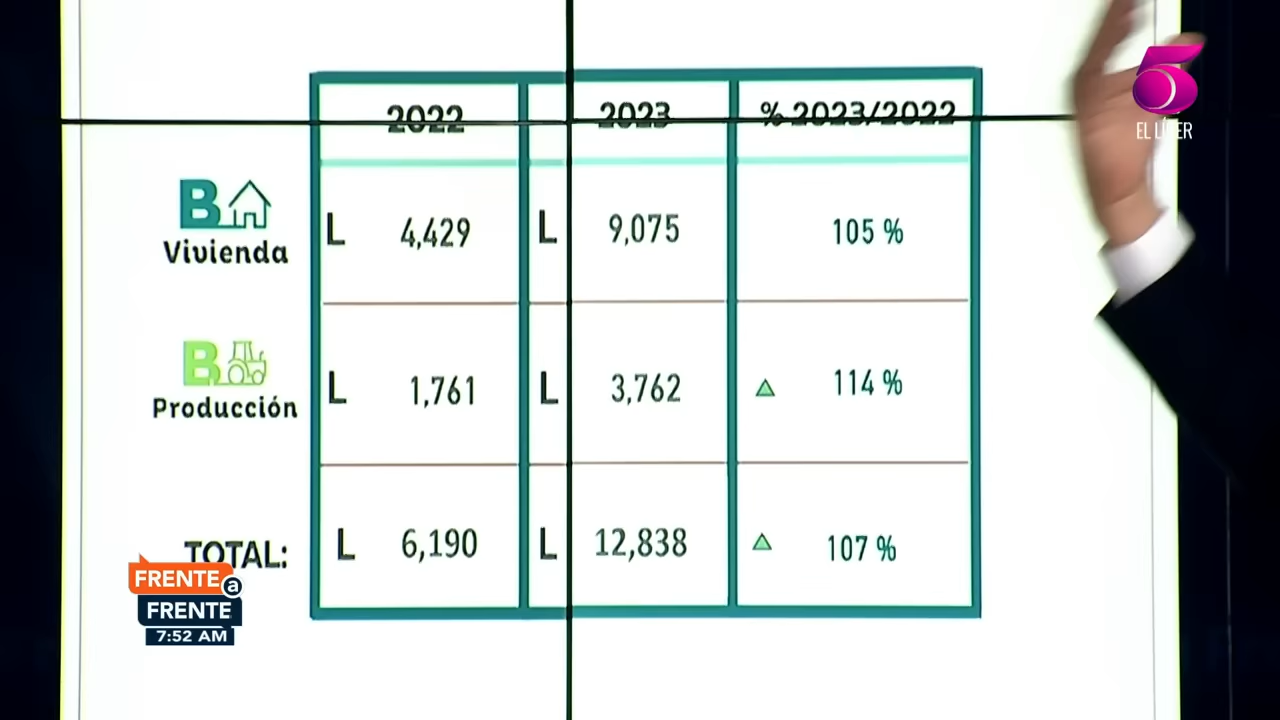 2022 2023 % 2023/2022
B
Vivienda
L 4,429 L 9,075 105 %
B
Producción
L 1,761 L 3,762 114 %
TOTAL: L 6,190 L 12,838 107 %
5
EL LÍDER
FRENTE a
FRENTE
7:52 AM